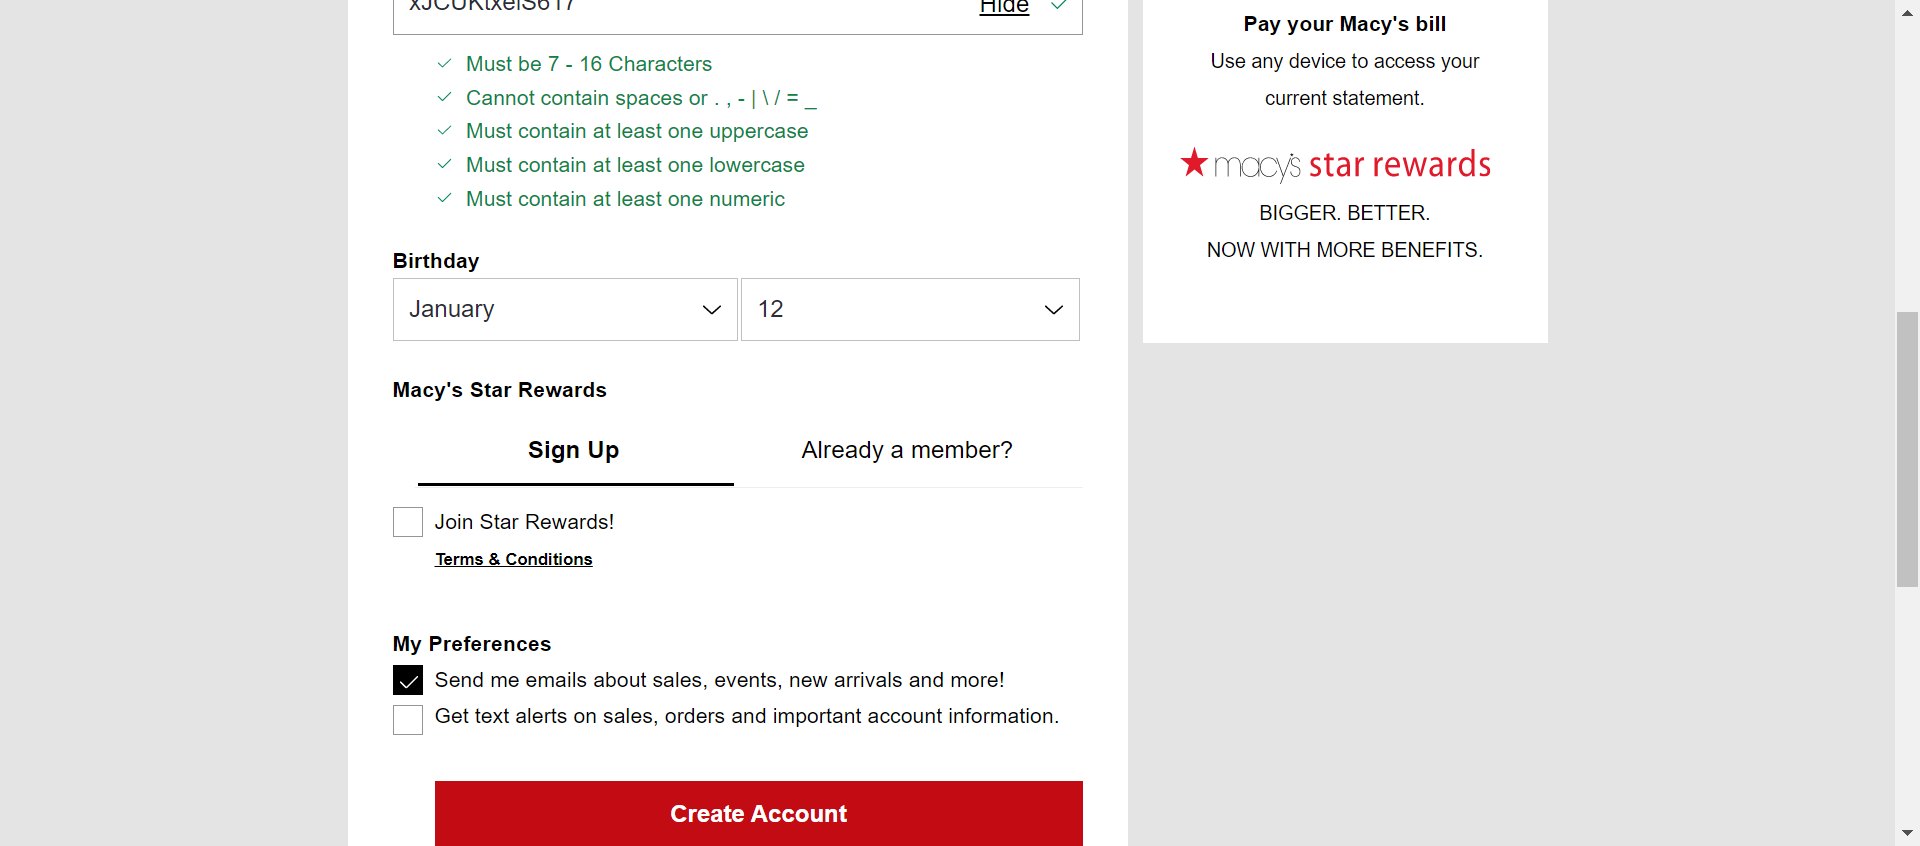 Hide
Must be 7 - 16 Characters
Cannot contain spaces or . , - | \ / = _
Must contain at least one uppercase
Must contain at least one lowercase
Must contain at least one numeric
Birthday
January 12
Macy's Star Rewards
Sign Up Already a member?
Join Star Rewards!
Terms & Conditions
My Preferences
Send me emails about sales, events, new arrivals and more!
Get text alerts on sales, orders and important account information.
Create Account
Pay your Macy's bill
Use any device to access your
current statement.
macy's star rewards
BIGGER. BETTER.
NOW WITH MORE BENEFITS.